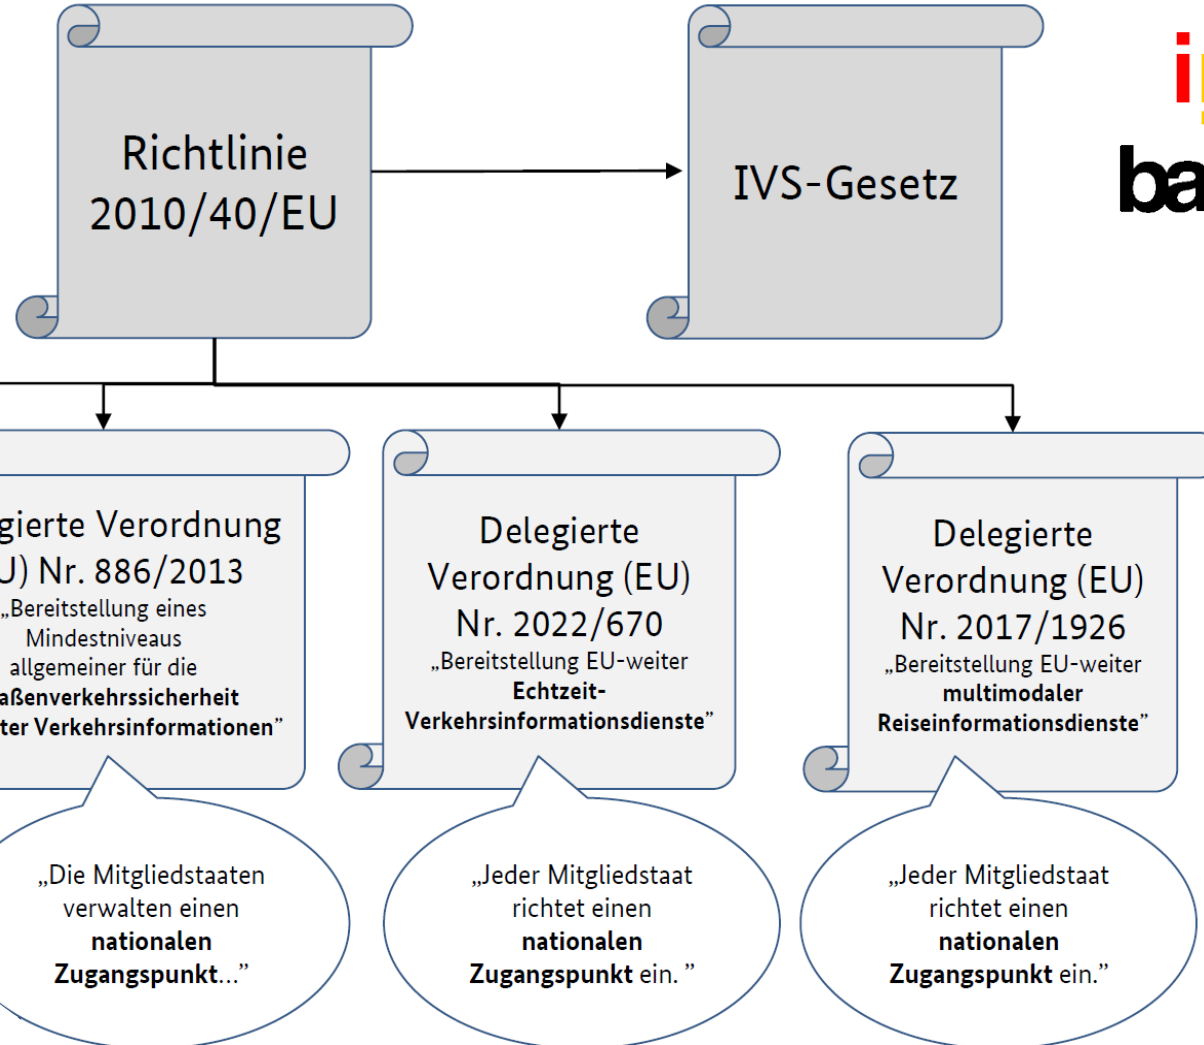 Richtlinie
2010/40/EU
IVS-Gesetz
i
ba
gierte Verordnung
U) Nr. 886/2013
„Bereitstellung eines
Mindestniveaus
allgemeiner für die
aßenverkehrssicherheit
ter Verkehrsinformationen”
„Die Mitgliedstaaten
verwalten einen
nationalen
Zugangspunkt…”
Delegierte
Verordnung (EU)
Nr. 2022/670
„Bereitstellung EU-weiter
Echtzeit-
Verkehrsinformationsdienste”
„Jeder Mitgliedstaat
richtet einen
nationalen
Zugangspunkt ein. ”
Delegierte
Verordnung (EU)
Nr. 2017/1926
„Bereitstellung EU-weiter
multimodaler
Reiseinformationsdienste”
„Jeder Mitgliedstaat
richtet einen
nationalen
Zugangspunkt ein.”